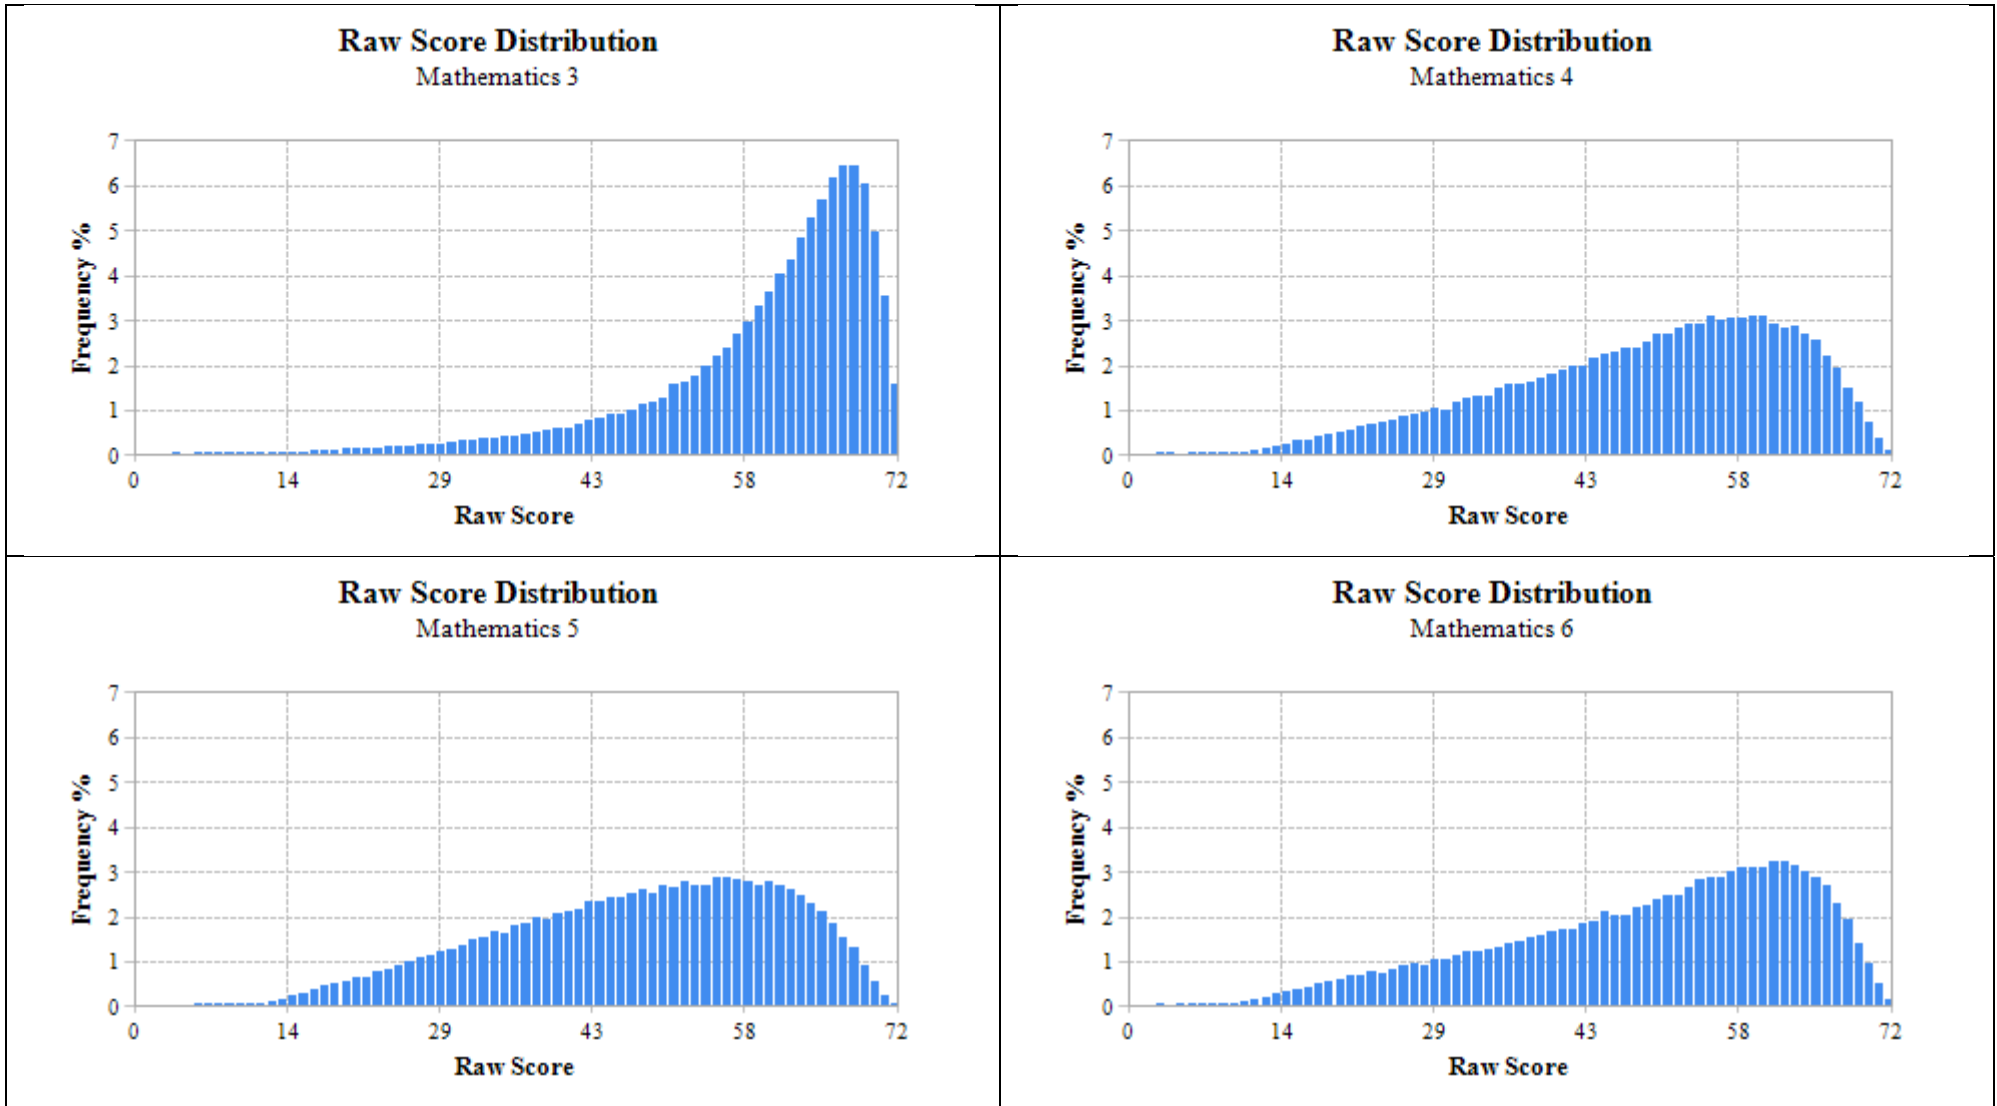 Raw Score Distribution
Mathematics 3
7
6
5
4
3
2
1
0
Frequency %
0 14 29 43 58 72
Raw Score
Raw Score Distribution
Mathematics 4
7
6
5
4
3
2
1
0
Frequency %
0 14 29 43 58 72
Raw Score
Raw Score Distribution
Mathematics 5
7
6
5
4
3
2
1
0
Frequency %
0 14 29 43 58 72
Raw Score
Raw Score Distribution
Mathematics 6
7
6
5
4
3
2
1
0
Frequency %
0 14 29 43 58 72
Raw Score